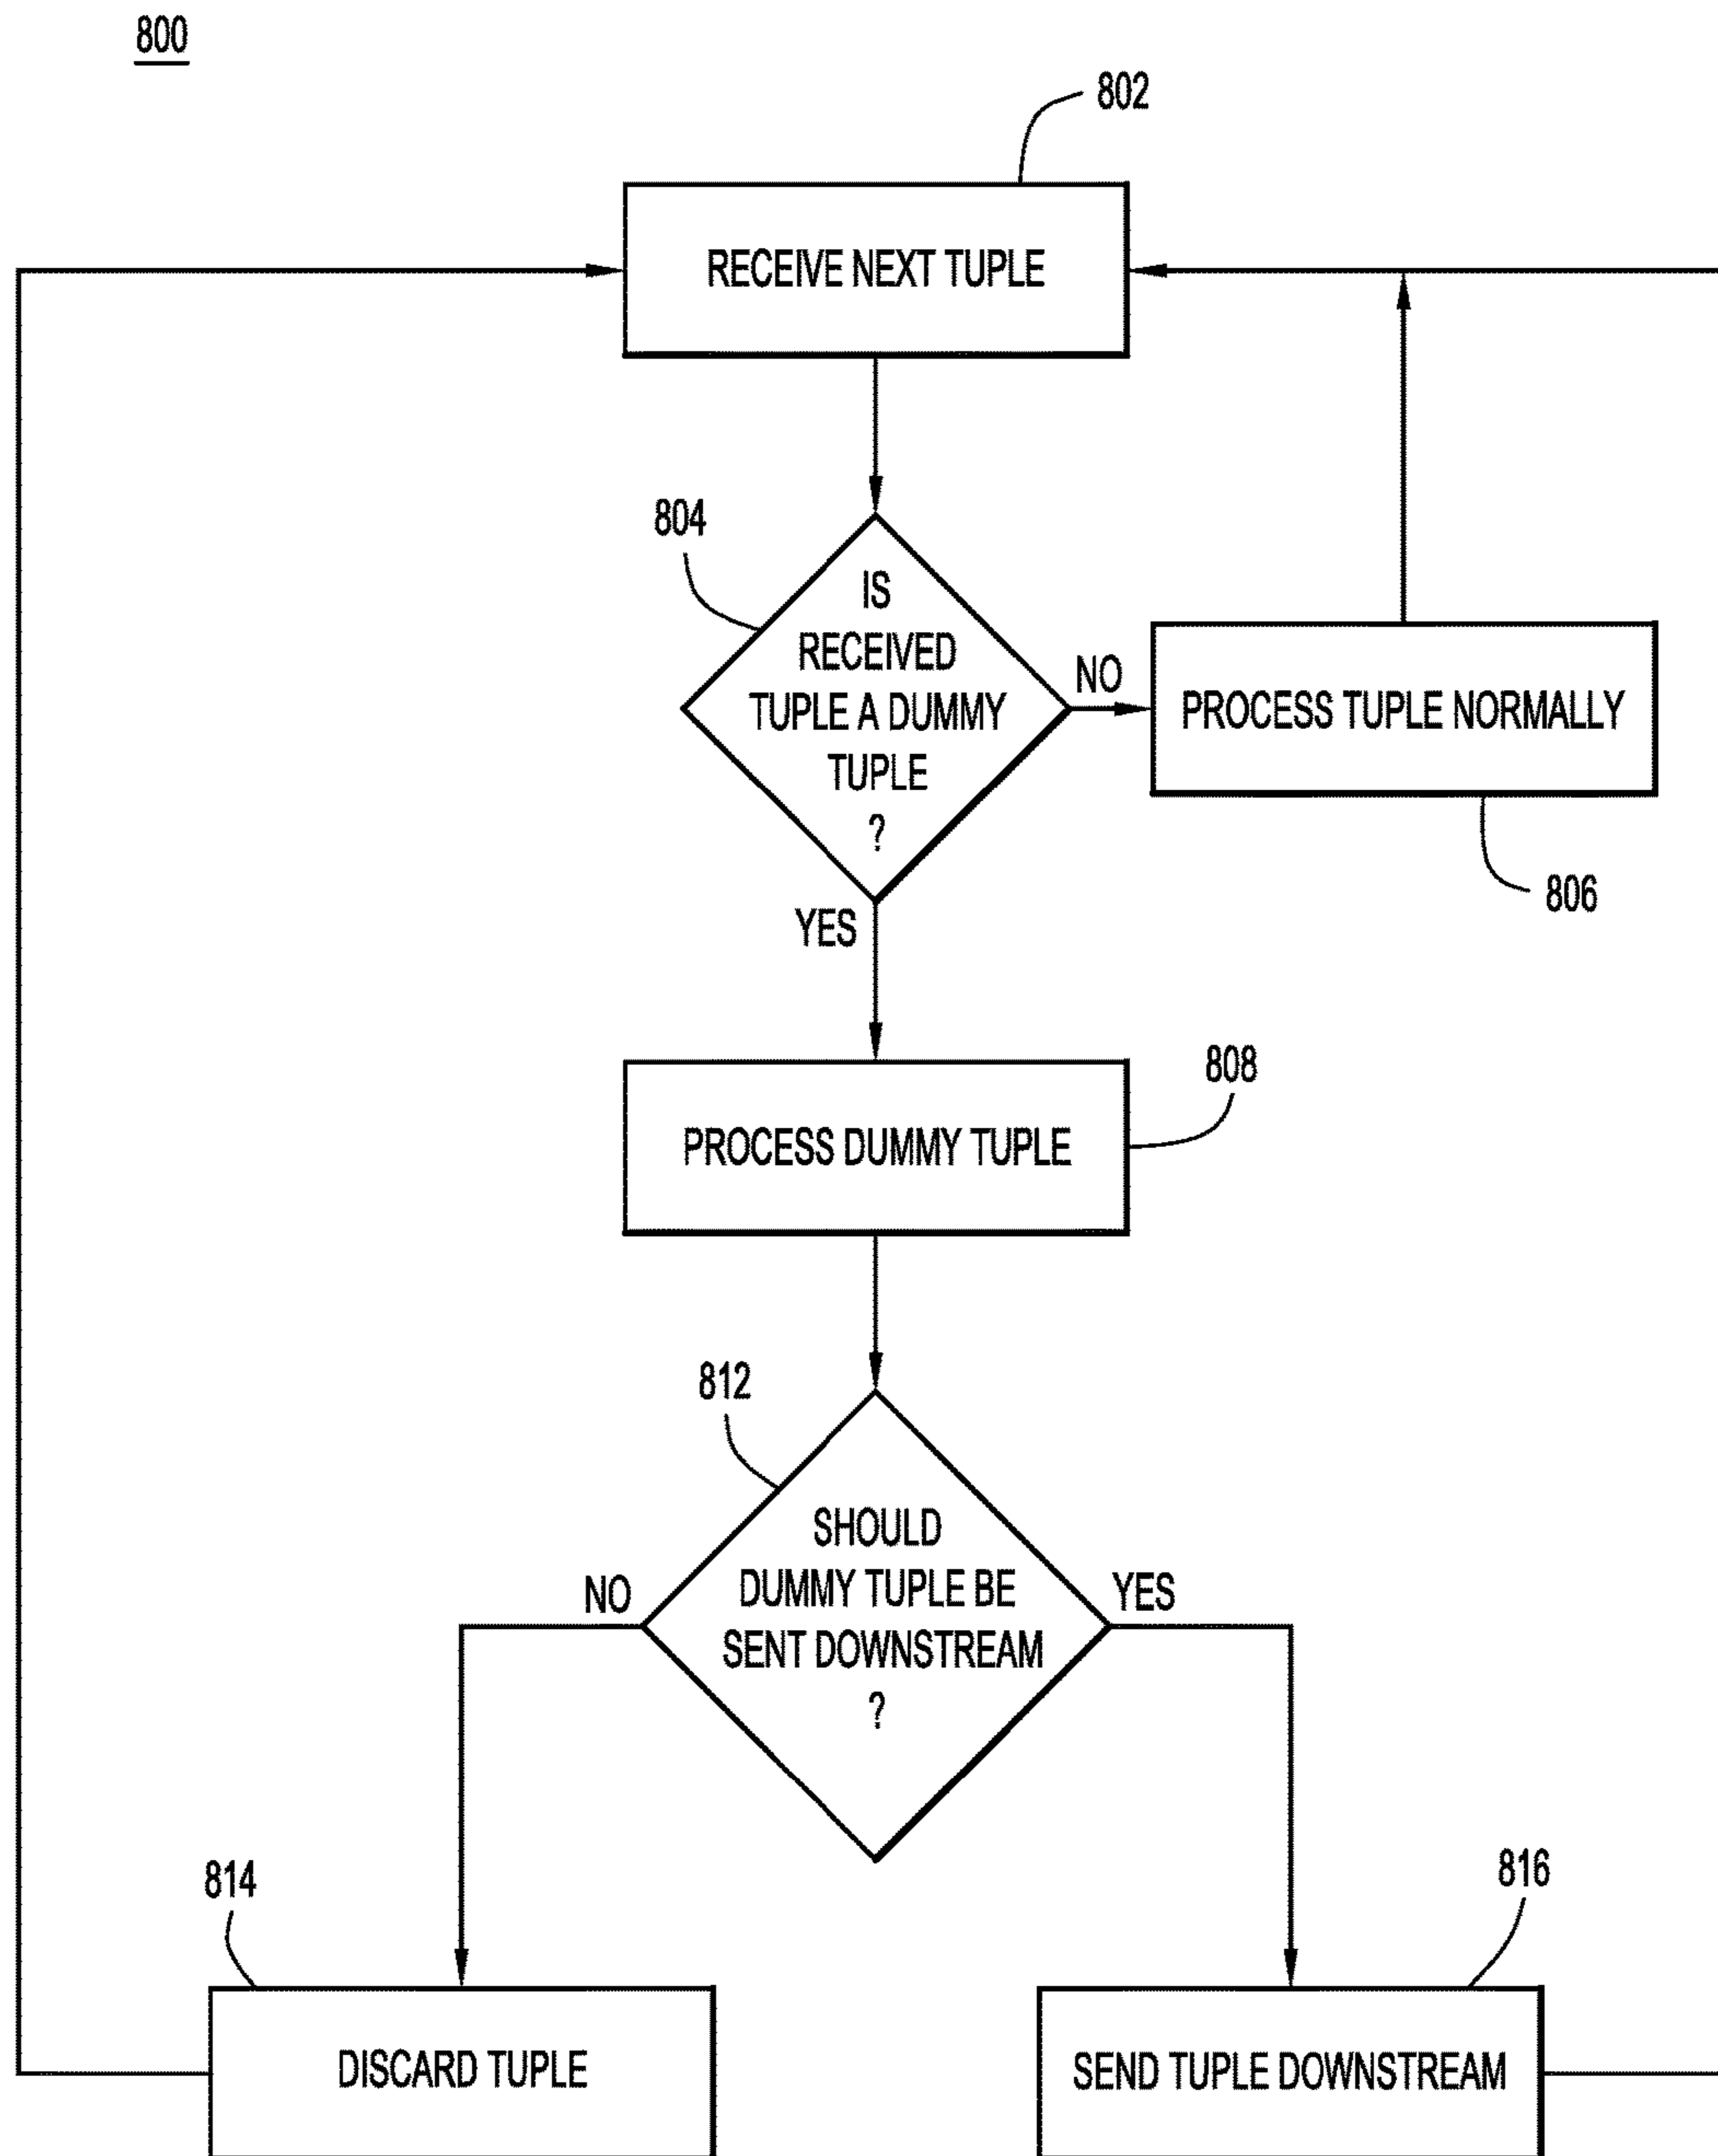 800
802
RECEIVE NEXT TUPLE
804
IS
RECEIVED
TUPLE A DUMMY
TUPLE
?
NO
PROCESS TUPLE NORMALLY
806
YES
808
PROCESS DUMMY TUPLE
812
SHOULD
DUMMY TUPLE BE
SENT DOWNSTREAM
?
NO
YES
814
816
DISCARD TUPLE
SEND TUPLE DOWNSTREAM